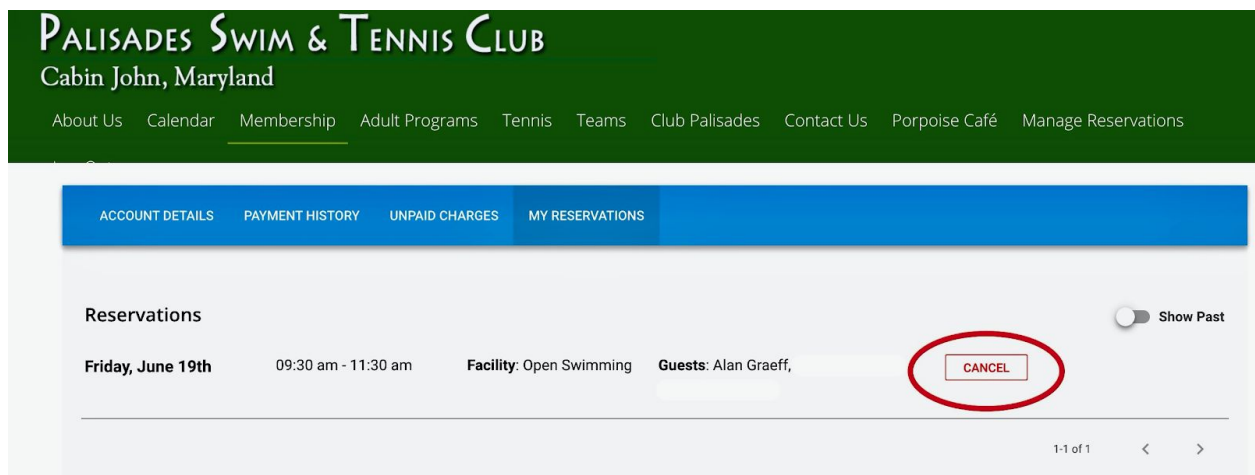 PALISADES SWIM & TENNIS CLUB
Cabin John, Maryland
About Us Calendar Membership Adult Programs Tennis Teams Club Palisades Contact Us Porpoise Café Manage Reservations
ACCOUNT DETAILS PAYMENT HISTORY UNPAID CHARGES MY RESERVATIONS
Reservations
Show Past
Friday, June 19th 09:30 am - 11:30 am Facility: Open Swimming Guests: Alan Graeff, CANCEL
1-1 of 1 < >